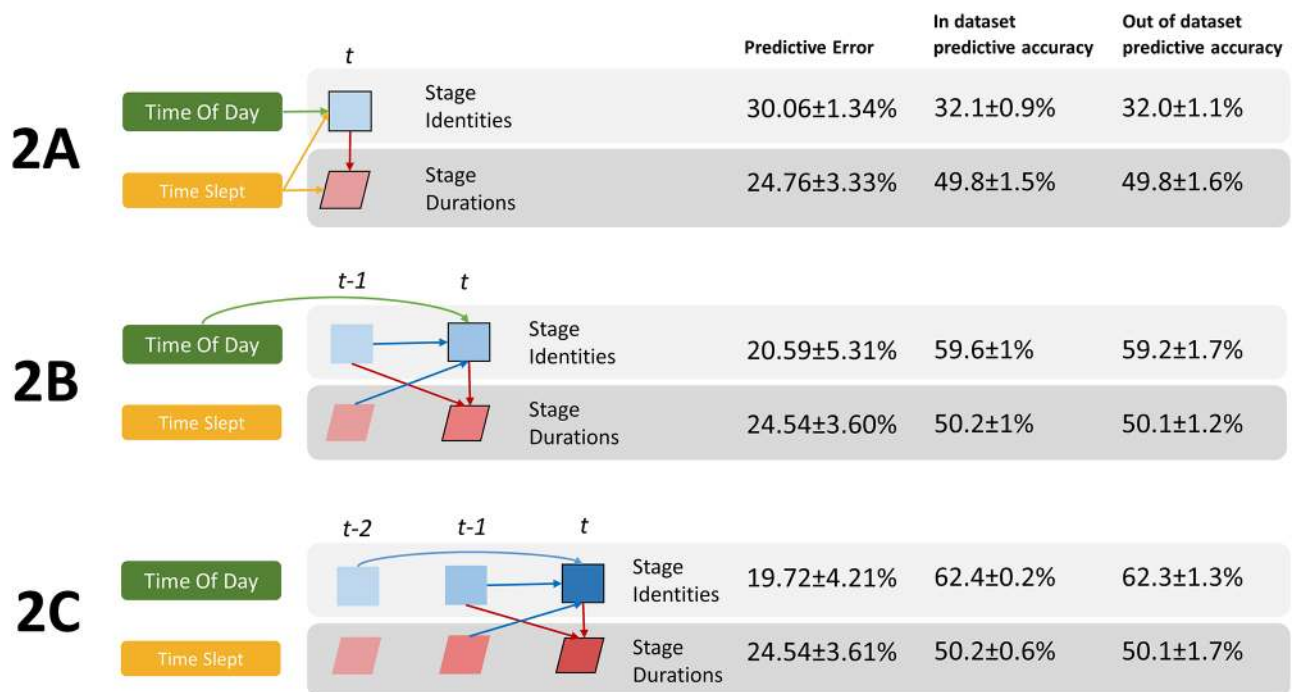 Predictive Error
In dataset
predictive accuracy
Out of dataset
predictive accuracy
2A
t
Time Of Day
Stage
Identities
30.06±1.34%
32.1±0.9%
32.0±1.1%
Time Slept
Stage
Durations
24.76±3.33%
49.8±1.5%
49.8±1.6%
2B
t-1
t
Time Of Day
Stage
Identities
20.59±5.31%
59.6±1%
59.2±1.7%
Time Slept
Stage
Durations
24.54±3.60%
50.2±1%
50.1±1.2%
2C
t-2
t-1
t
Time Of Day
Stage
Identities
19.72±4.21%
62.4±0.2%
62.3±1.3%
Time Slept
Stage
Durations
24.54±3.61%
50.2±0.6%
50.1±1.7%